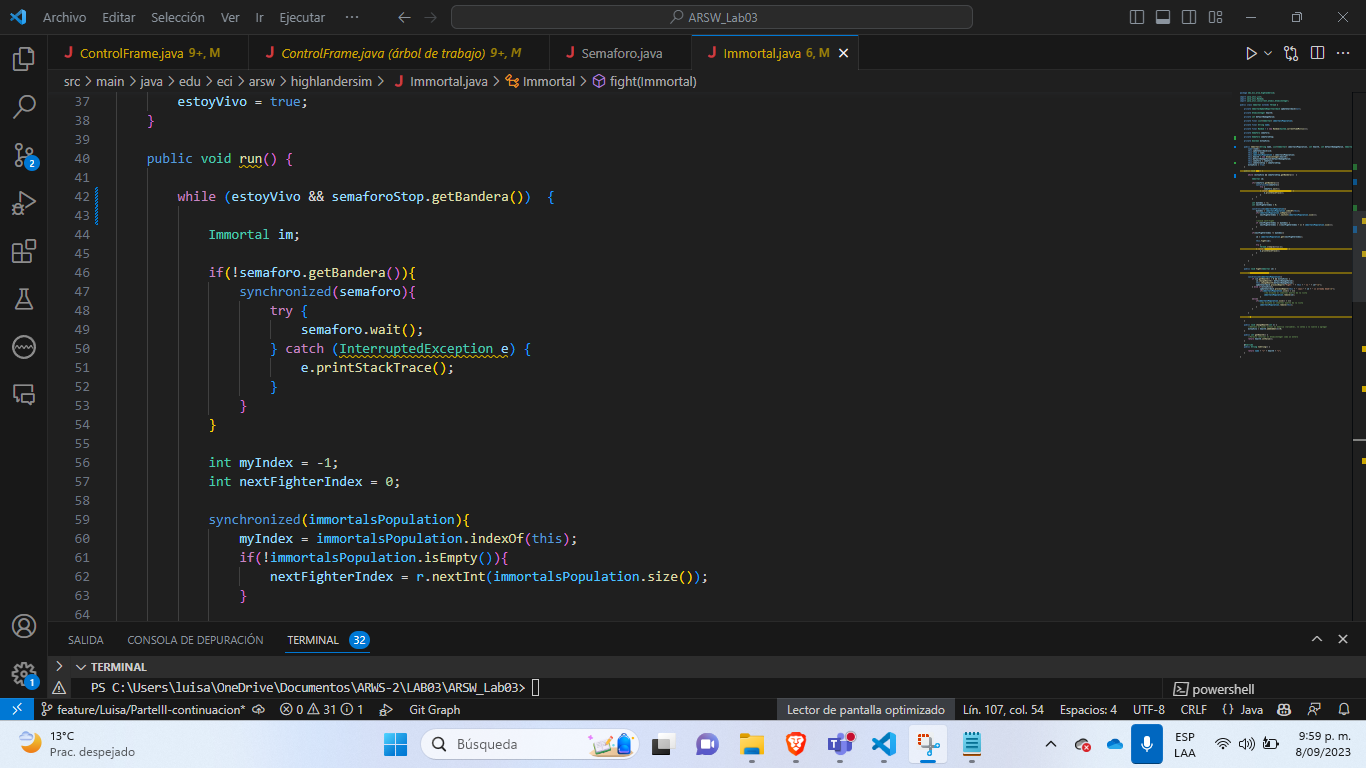 Archivo Editar Selección Ver Ir Ejecutar ··· ARSW_Lab03
ControlFrame.java 9+, M ControlFrame.java (árbol de trabajo) 9+, M Semaforo.java Immortal.java 6, M
src > main > java > edu > eci > arsw > highlandersim > Immortal.java > Immortal > fight(Immortal)
37 estoyVivo = true;
38 }
39
40 public void run() {
41
42 while (estoyVivo && semaforoStop.getBandera()) {
43
44 Immortal im;
45
46 if(!semaforo.getBandera()){
47 synchronized(semaforo){
48 try {
49 semaforo.wait();
50 } catch (InterruptedException e) {
51 e.printStackTrace();
52 }
53 }
54 }
55
56 int myIndex = -1;
57 int nextFighterIndex = 0;
58
59 synchronized(immortalsPopulation){
60 myIndex = immortalsPopulation.indexOf(this);
61 if(!immortalsPopulation.isEmpty()){
62 nextFighterIndex = r.nextInt(immortalsPopulation.size());
63 }
64
2
1
SALIDA CONSOLA DE DEPURACIÓN TERMINAL 32
TERMINAL
PS C:\Users\luisa\OneDrive\Documentos\ARWS-2\LAB03\ARSW_Lab03>
powershell
feature/Luisa/ParteIII-continuacion* 0 31 1 Git Graph Lector de pantalla optimizado Lín. 107, col. 54 Espacios: 4 UTF-8 CRLF {} Java
13°C
Prac. despejado
Búsqueda
ESP
LAA
9:59 p. m.
8/09/2023